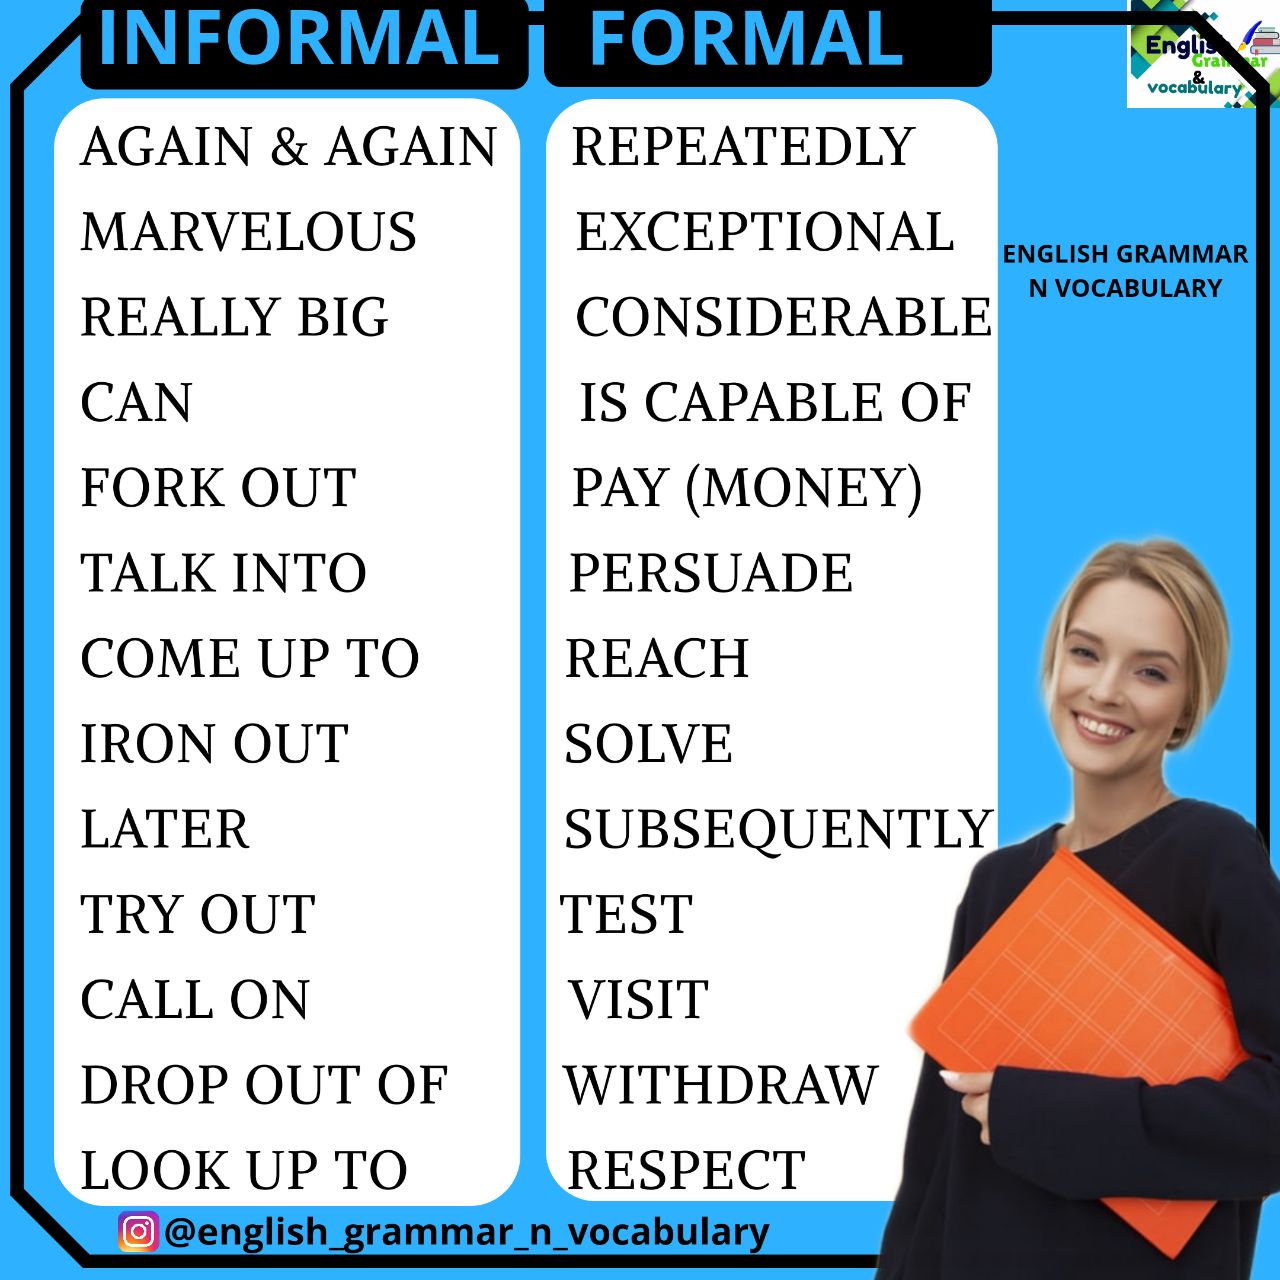 INFORMAL FORMAL
English
Grammar
&
vocabulary
AGAIN & AGAIN REPEATEDLY
MARVELOUS EXCEPTIONAL
REALLY BIG CONSIDERABLE
CAN IS CAPABLE OF
FORK OUT PAY (MONEY)
TALK INTO PERSUADE
COME UP TO REACH
IRON OUT SOLVE
LATER SUBSEQUENTLY
TRY OUT TEST
CALL ON VISIT
DROP OUT OF WITHDRAW
LOOK UP TO RESPECT
ENGLISH GRAMMAR
N VOCABULARY
@english_grammar_n_vocabulary